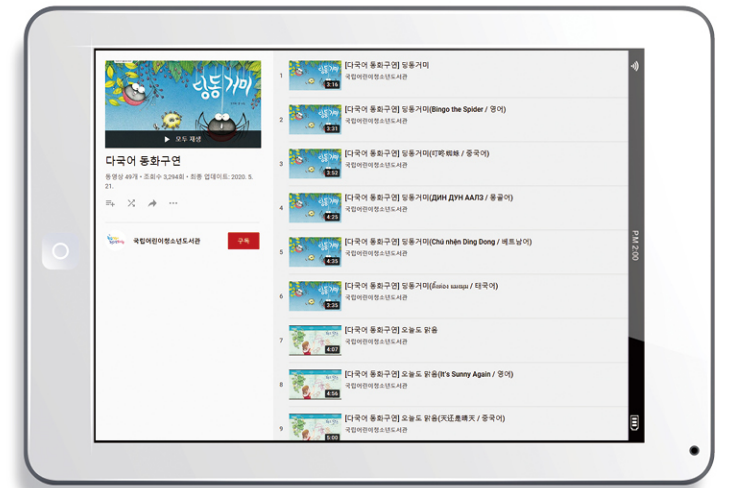 딩동거미
▶ 모두 재생
다국어 동화구연
동영상 49개 • 조회수 3,294회 • 최종 업데이트: 2020. 5.
21.
국립어린이청소년도서관
구독
1
3:16
[다국어 동화구연] 딩동거미
국립어린이청소년도서관
2
3:31
[다국어 동화구연] 딩동거미(Bingo the Spider / 영어)
국립어린이청소년도서관
3
3:53
[다국어 동화구연] 딩동거미(叮咚蜘蛛 / 중국어)
국립어린이청소년도서관
4
4:25
[다국어 동화구연] 딩동거미(ДИН ДУН ААЛЗ / 몽골어)
국립어린이청소년도서관
5
4:35
[다국어 동화구연] 딩동거미(Chú nhện Ding Dong / 베트남어)
국립어린이청소년도서관
6
3:35
[다국어 동화구연] 딩동거미( / 태국어)
국립어린이청소년도서관
7
4:07
[다국어 동화구연] 오늘도 맑음
국립어린이청소년도서관
8
4:56
[다국어 동화구연] 오늘도 맑음(It's Sunny Again / 영어)
국립어린이청소년도서관
9
5:00
[다국어 동화구연] 오늘도 맑음(天还是晴天 / 중국어)
국립어린이청소년도서관
P.M 2:00